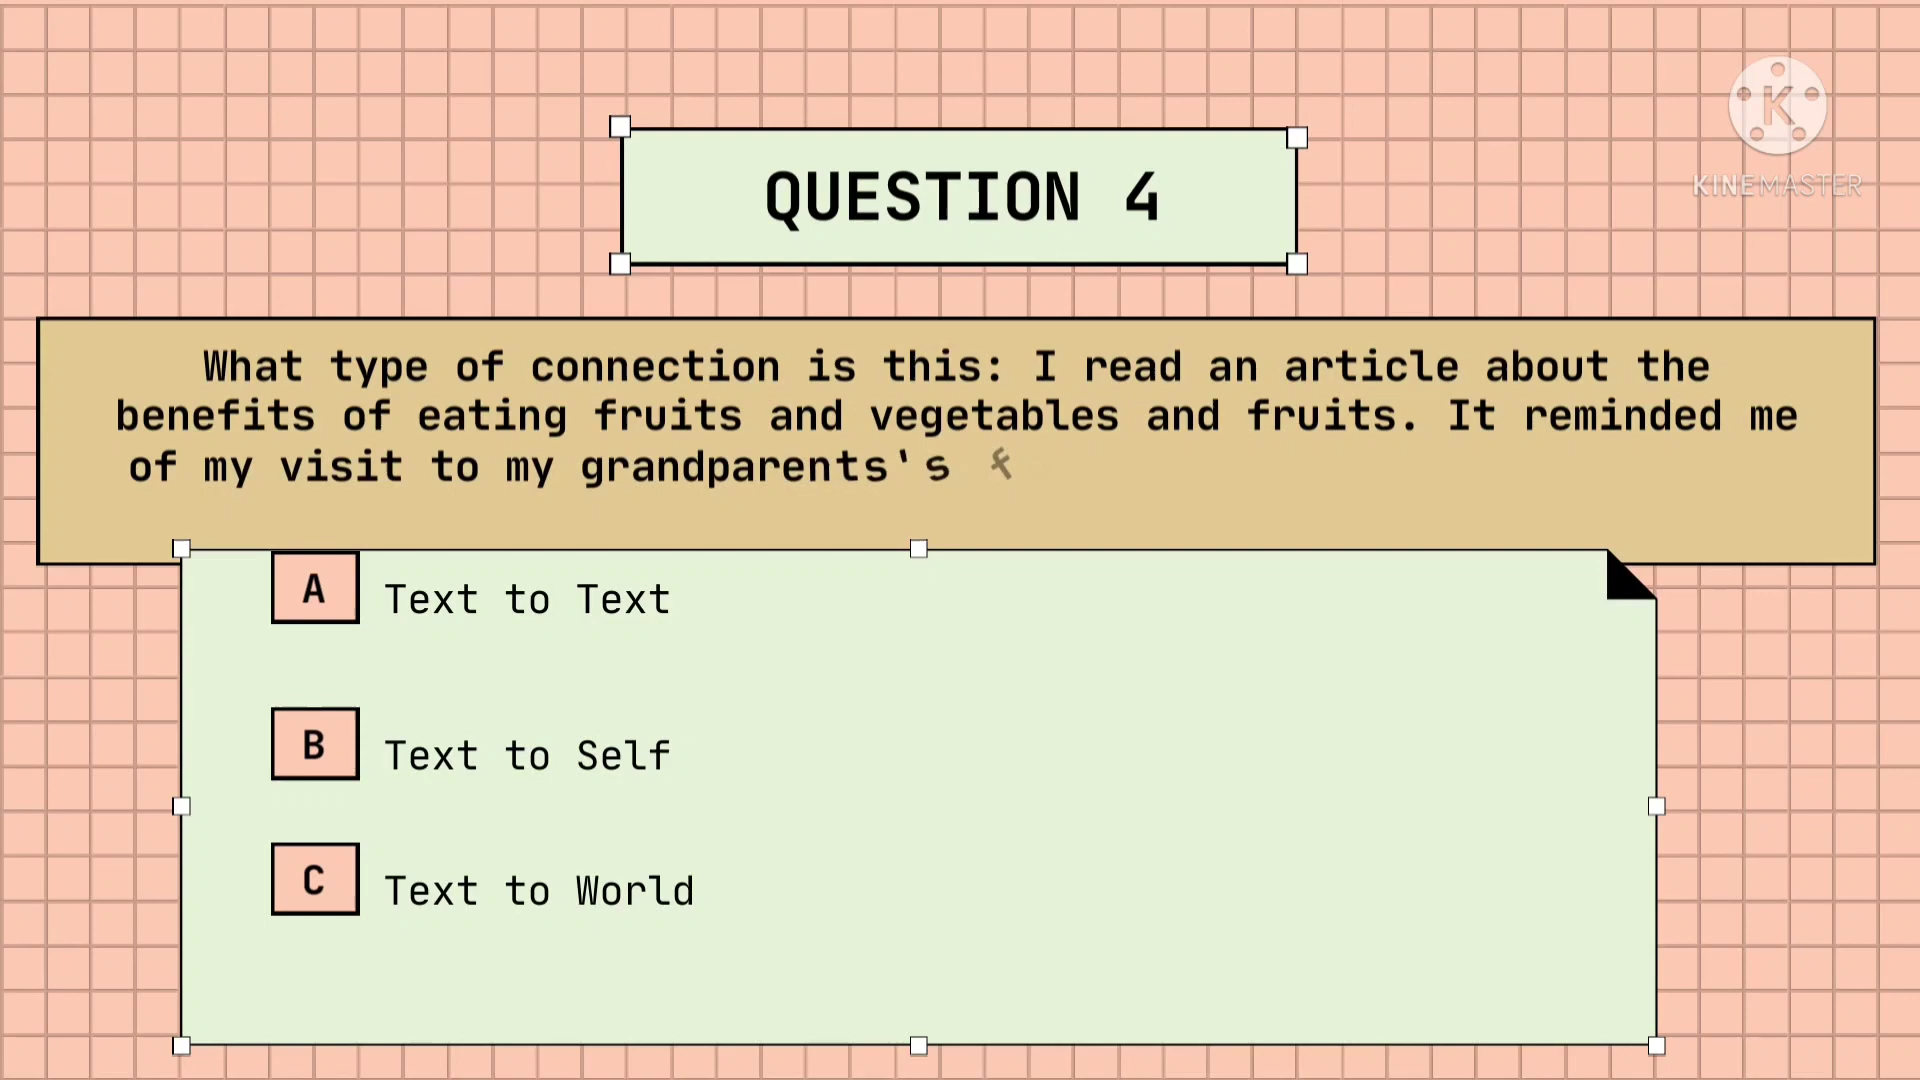 KINEMASTER
QUESTION 4
What type of connection is this: I read an article about the
benefits of eating fruits and vegetables and fruits. It reminded me
of my visit to my grandparents's f
A Text to Text
B Text to Self
C Text to World